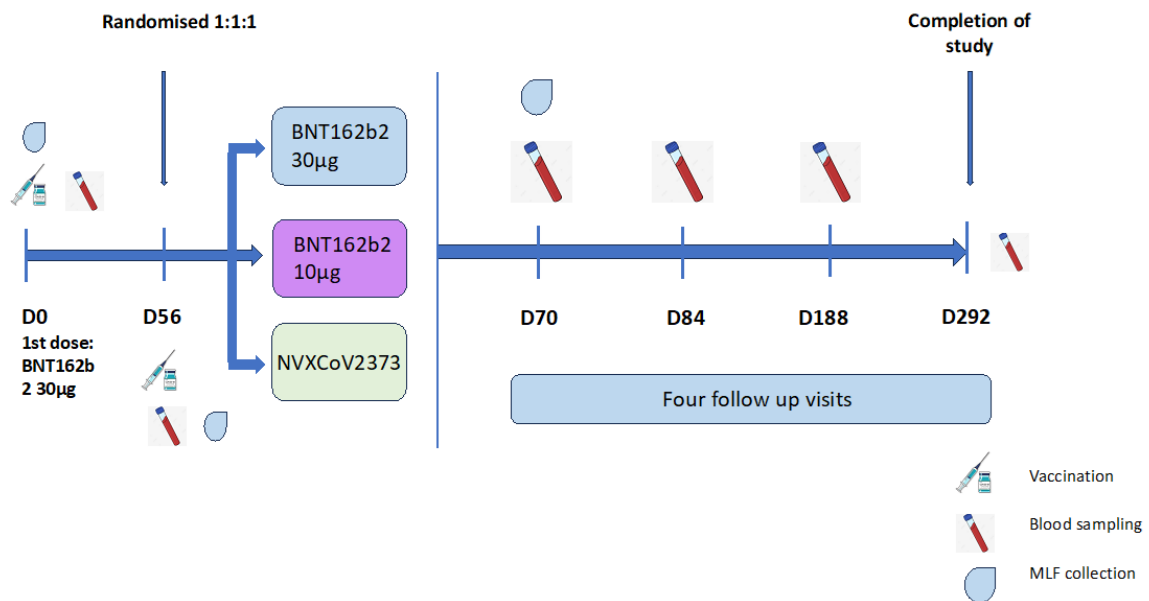 Randomised 1:1:1
Completion of
study
BNT162b2
30µg
BNT162b2
10µg
NVXCoV2373
D0
1st dose:
BNT162b
2 30µg
D56
D70
D84
D188
D292
Four follow up visits
Vaccination
Blood sampling
MLF collection